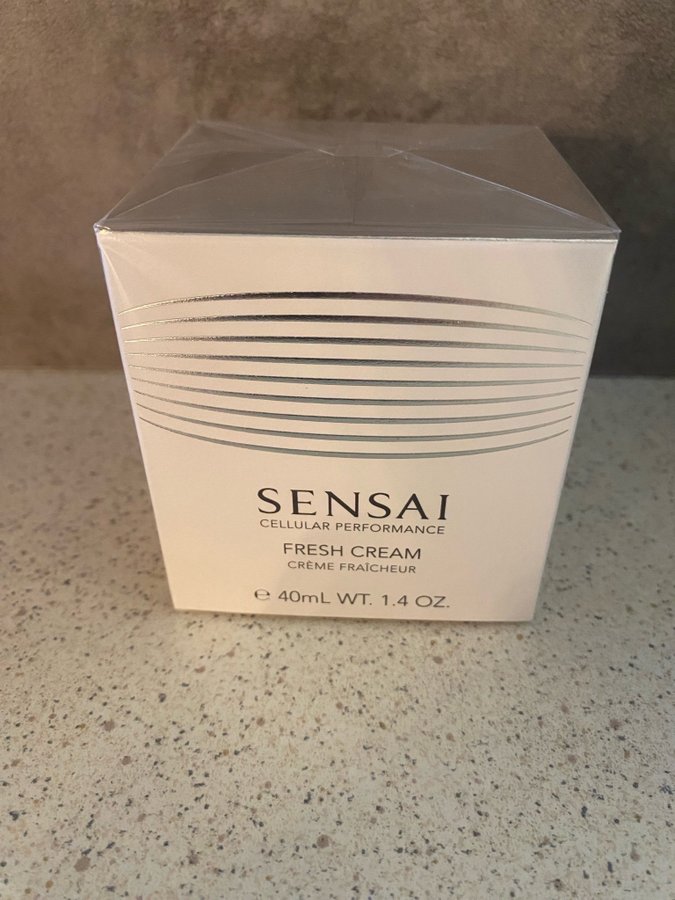 SENSAI
CELLULAR PERFORMANCE
FRESH CREAM
CRÈME FRAÎCHEUR
℮ 40mL WT. 1.4 OZ.